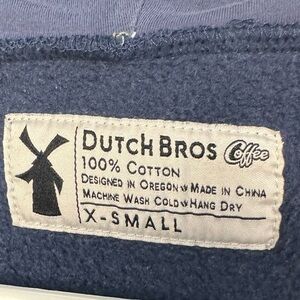 DUTCH BROS Coffee
100% COTTON
DESIGNED IN OREGON MADE IN CHINA
MACHINE WASH COLD HANG DRY
X-SMALL